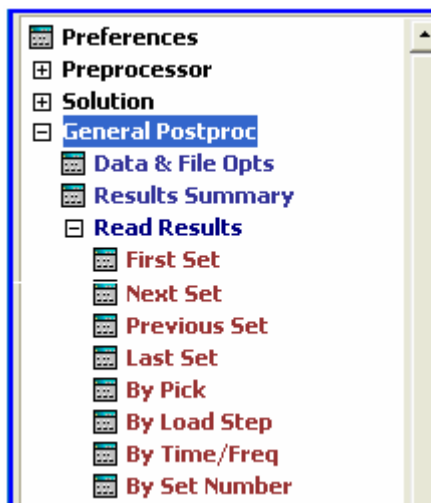 Preferences
Preprocessor
Solution
General Postproc
Data & File Opts
Results Summary
Read Results
First Set
Next Set
Previous Set
Last Set
By Pick
By Load Step
By Time/Freq
By Set Number